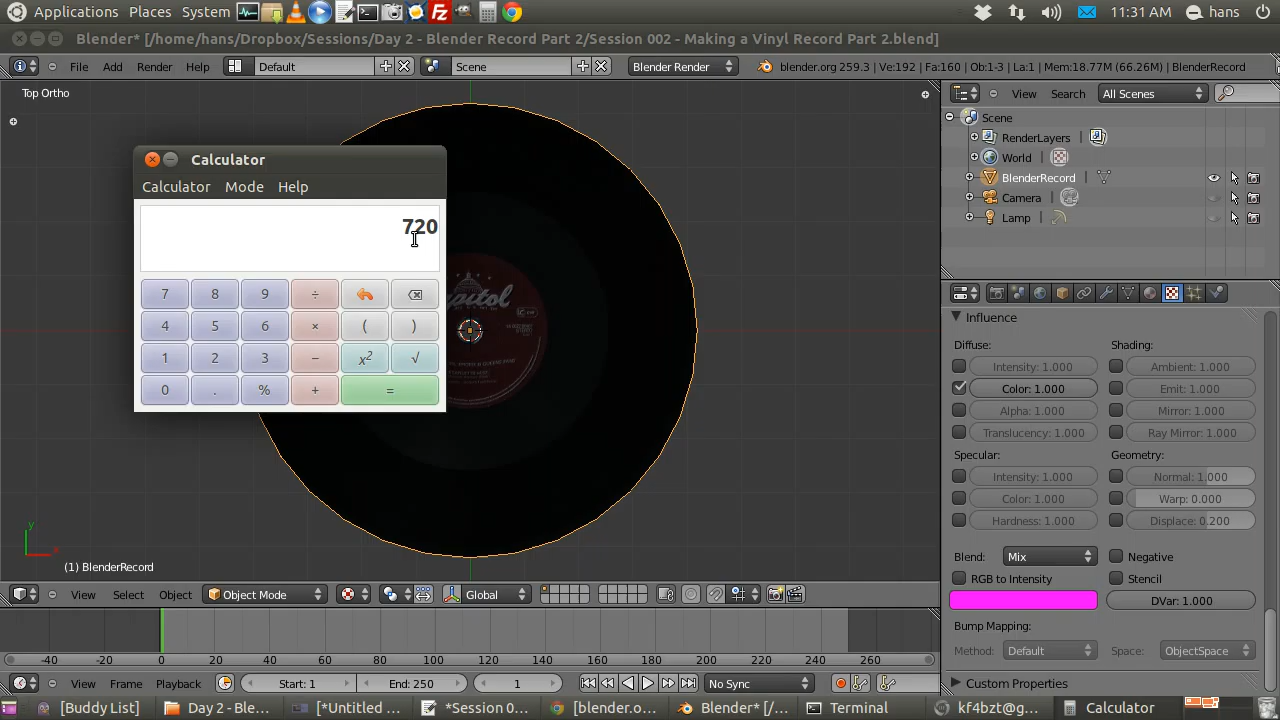 Applications Places System 11:31 AM hans
Blender* [/home/hans/Dropbox/Sessions/Day 2 - Blender Record Part 2/Session 002 - Making a Vinyl Record Part 2.blend]
File Add Render Help Default Scene Blender Render blender.org 259.3 | Ve:192 | Fa:160 | Ob:1-3 | La:1 | Mem:18.77M (66.26M) | BlenderRecord
Top Ortho
View Search All Scenes
Scene
RenderLayers
World
BlenderRecord
Camera
Lamp
Calculator
Calculator Mode Help
720
7 8 9 ÷
4 5 6 × ( )
1 2 3 − x² √
0 . % + =
Capitol
Influence
Diffuse: Shading:
Intensity: 1.000 Ambient: 1.000
Color: 1.000 Emit: 1.000
Alpha: 1.000 Mirror: 1.000
Translucency: 1.000 Ray Mirror: 1.000
Specular: Geometry:
Intensity: 1.000 Normal: 1.000
Color: 1.000 Warp: 0.000
Hardness: 1.000 Displace: 0.200
Blend: Mix Negative
RGB to Intensity Stencil
DVar: 1.000
Bump Mapping:
Method: Default Space: ObjectSpace
Custom Properties
y
x
(1) BlenderRecord
View Select Object Object Mode Global
-40 -20 0 20 40 60 80 100 120 140 160 180 200 220 240 260
View Frame Playback Start: 1 End: 250 1 No Sync
[Buddy List] Day 2 - Ble... [*Untitled ... *Session 0... [blender.o... Blender* [/... Terminal kf4bzt@g... Calculator